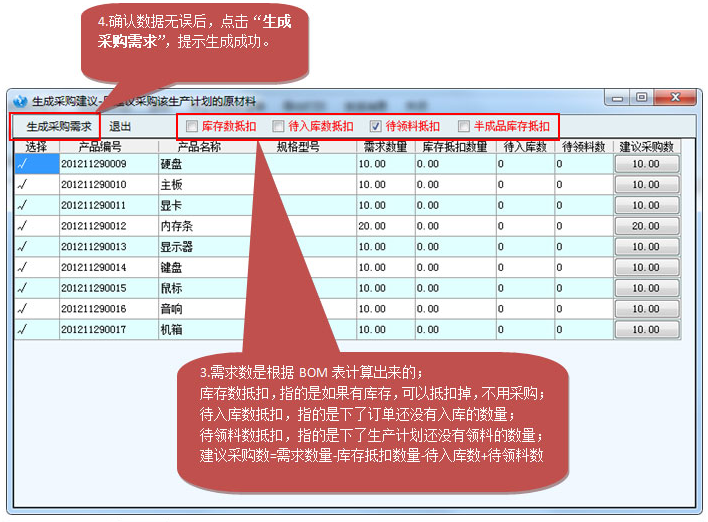 4.确认数据无误后，点击“生成
采购需求”，提示生成成功。
生成采购建议-
议采购该生产计划的原材料
生成采购需求 退出 库存数抵扣 待入库数抵扣 待领料抵扣 半成品库存抵扣
选择 产品编号 产品名称 规格型号 需求数量 库存抵扣数量 待入库数 待领料数 建议采购数
√ 201211290009 硬盘 10.00 0.00 0 0 10.00
√ 201211290010 主板 10.00 0.00 0 0 10.00
√ 201211290011 显卡 10.00 0.00 0 0 10.00
√ 201211290012 内存条 20.00 0.00 0 0 20.00
√ 201211290013 显示器 10.00 0.00 0 0 10.00
√ 201211290014 键盘 10.00 0.00 0 0 10.00
√ 201211290015 鼠标 10.00 0.00 0 0 10.00
√ 201211290016 音响 10.00 0.00 0 0 10.00
√ 201211290017 机箱 10.00 0.00 0 0 10.00
3.需求数是根据 BOM 表计算出来的；
库存数抵扣，指的是如果有库存，可以抵扣掉，不用采购；
待入库数抵扣，指的是下了订单还没有入库的数量；
待领料数抵扣，指的是下了生产计划还没有领料的数量；
建议采购数=需求数量-库存抵扣数量-待入库数+待领料数